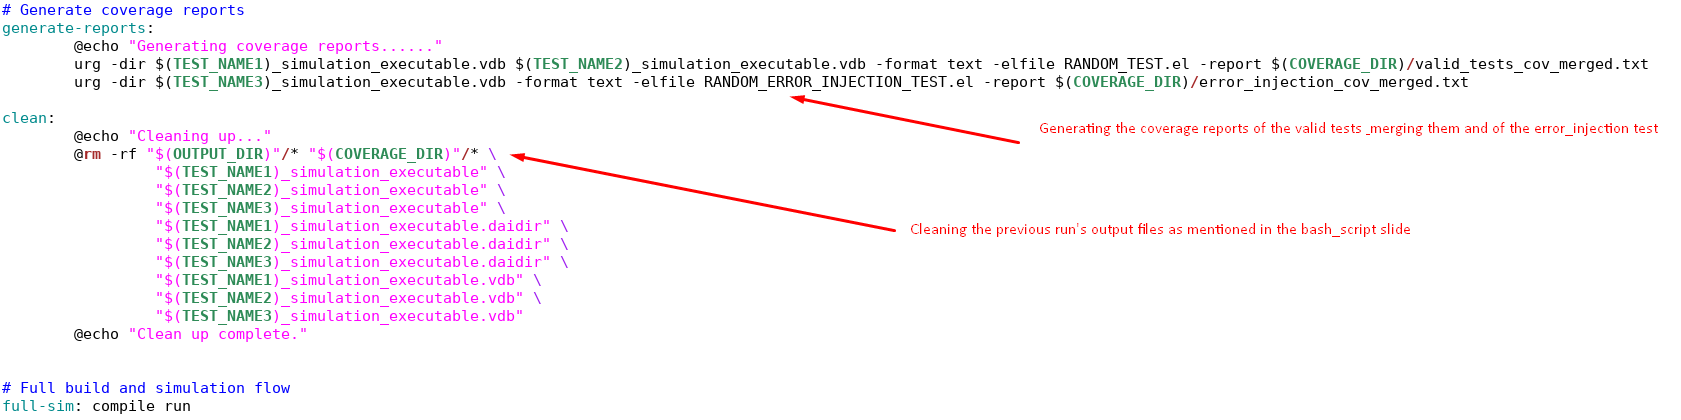 # Generate coverage reports
generate-reports:
        @echo "Generating coverage reports......"
        urg -dir $(TEST_NAME1)_simulation_executable.vdb $(TEST_NAME2)_simulation_executable.vdb -format text -elfile RANDOM_TEST.el -report $(COVERAGE_DIR)/valid_tests_cov_merged.txt
        urg -dir $(TEST_NAME3)_simulation_executable.vdb -format text -elfile RANDOM_ERROR_INJECTION_TEST.el -report $(COVERAGE_DIR)/error_injection_cov_merged.txt
Generating the coverage reports of the valid tests _merging them and of the error_injection test
clean:
        @echo "Cleaning up..."
        @rm -rf "$(OUTPUT_DIR)"/* "$(COVERAGE_DIR)"/* \
                 "$(TEST_NAME1)_simulation_executable" \
                 "$(TEST_NAME2)_simulation_executable" \
                 "$(TEST_NAME3)_simulation_executable" \
                 "$(TEST_NAME1)_simulation_executable.daidir" \
                 "$(TEST_NAME2)_simulation_executable.daidir" \
                 "$(TEST_NAME3)_simulation_executable.daidir" \
                 "$(TEST_NAME1)_simulation_executable.vdb" \
                 "$(TEST_NAME2)_simulation_executable.vdb" \
                 "$(TEST_NAME3)_simulation_executable.vdb"
        @echo "Clean up complete."
Cleaning the previous run's output files as mentioned in the bash_script slide
# Full build and simulation flow
full-sim: compile run